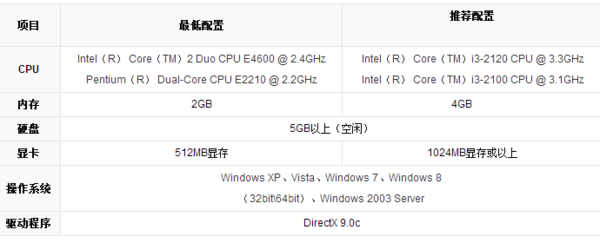 项目 最低配置 推荐配置
CPU Intel（R） Core（TM）2 Duo CPU E4600 @ 2.4GHz Intel（R） Core（TM）i3-2120 CPU @ 3.3GHz
Pentium（R） Dual-Core CPU E2210 @ 2.2GHz Intel（R） Core（TM）i3-2100 CPU @ 3.1GHz
内存 2GB 4GB
硬盘 5GB以上（空闲）
显卡 512MB显存 1024MB显存或以上
操作系统 Windows XP、Vista、Windows 7、Windows 8
（32bit\64bit）、Windows 2003 Server
驱动程序 DirectX 9.0c